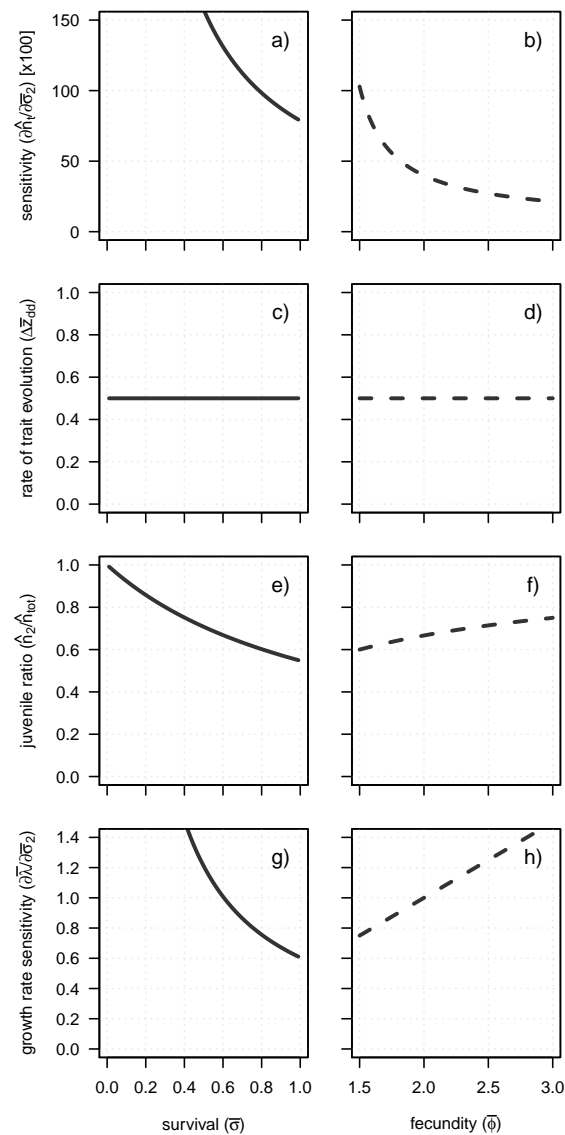 sensitivity (∂n̂ₜ/∂σ̅₂) [x100]
150
100
50
0
a)
b)
rate of trait evolution (Δz̅_dd)
1.0
0.8
0.6
0.4
0.2
0.0
c)
d)
juvenile ratio (n̂₂/n̂_tot)
1.0
0.8
0.6
0.4
0.2
0.0
e)
f)
growth rate sensitivity (∂λ̅/∂σ̅₂)
1.4
1.2
1.0
0.8
0.6
0.4
0.2
0.0
g)
h)
0.0 0.2 0.4 0.6 0.8 1.0
1.5 2.0 2.5 3.0
survival (σ̅)
fecundity (ϕ̅)